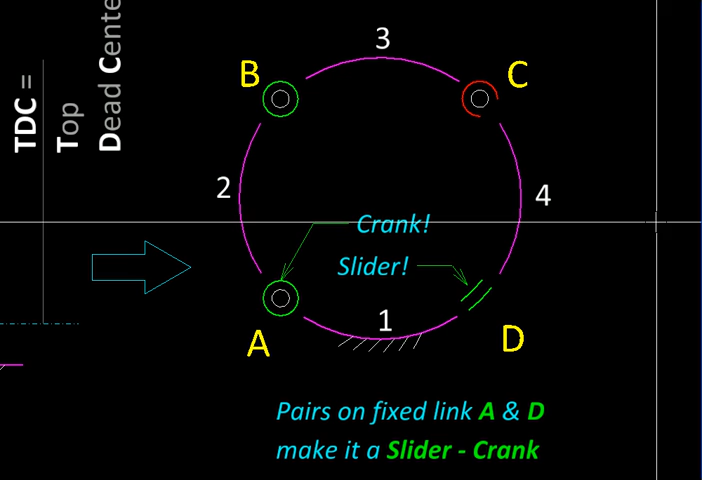 TDC =
Top
Dead Cente
3
B
C
2
4
Crank!
Slider!
1
A
D
Pairs on fixed link A & D
make it a Slider - Crank